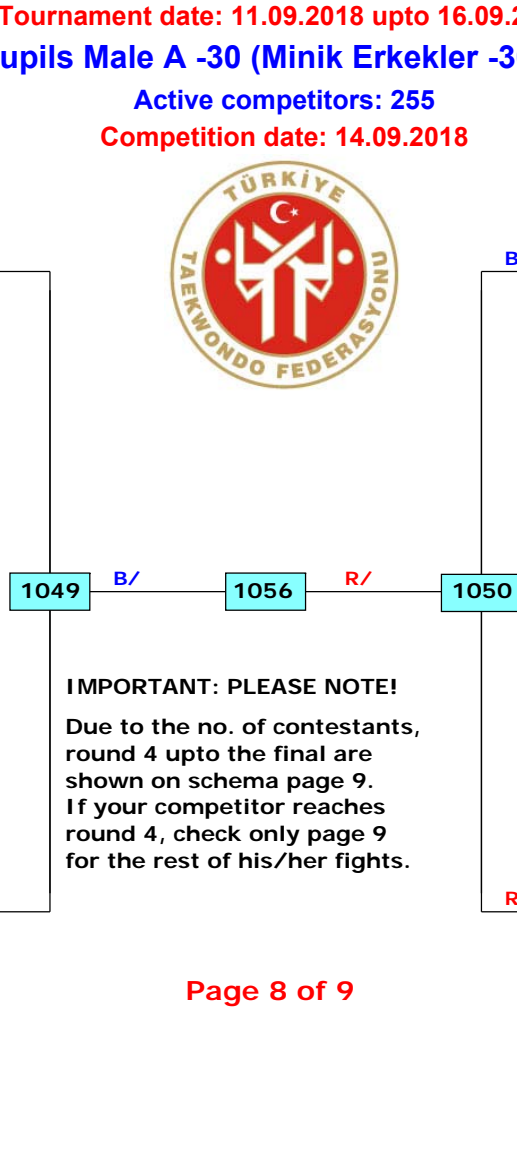 Tournament date: 11.09.2018 upto 16.09.2
upils Male A -30 (Minik Erkekler -3
Active competitors: 255
Competition date: 14.09.2018
TÜRKİYE
TAEKWONDO FEDERASYONU
B
1049 B/ 1056 R/ 1050
IMPORTANT: PLEASE NOTE!
Due to the no. of contestants,
round 4 upto the final are
shown on schema page 9.
If your competitor reaches
round 4, check only page 9
for the rest of his/her fights.
R
Page 8 of 9